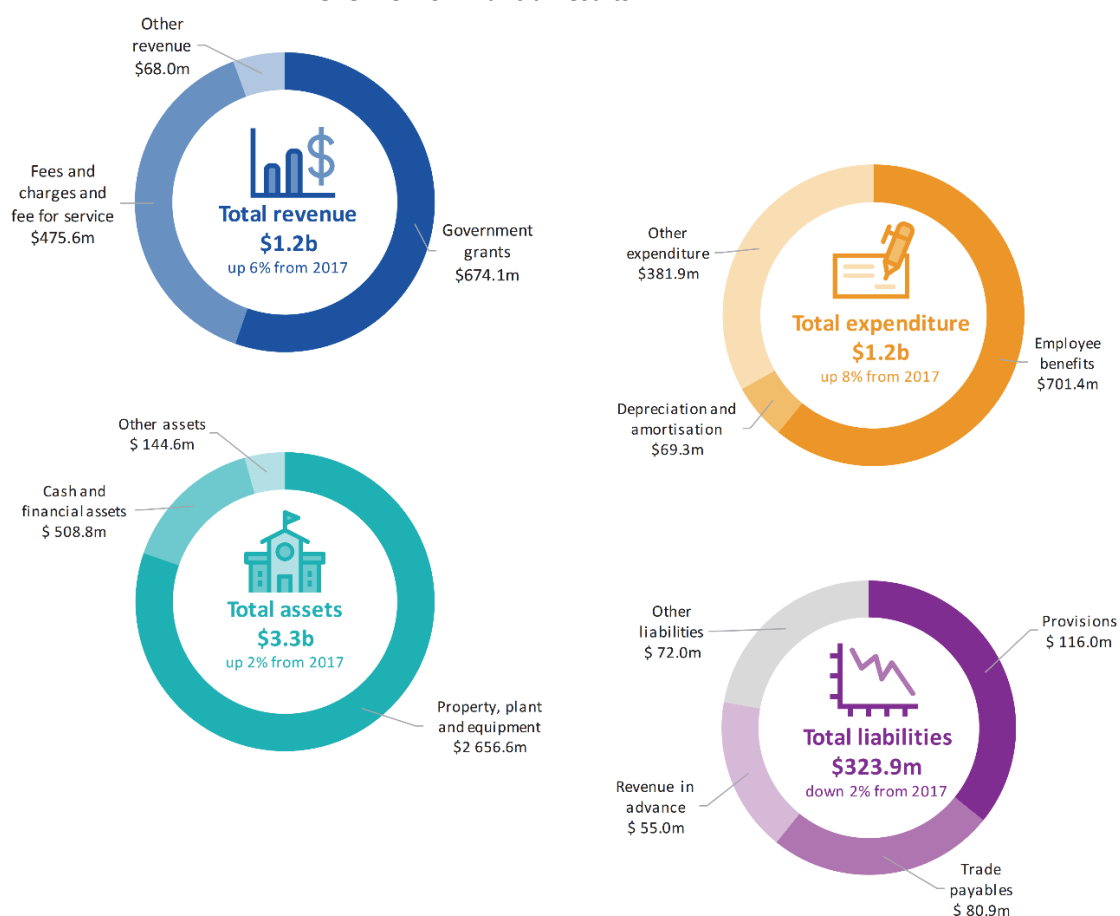 Other
revenue
$68.0m
Fees and
charges and
fee for service
$475.6m
Total revenue
$1.2b
up 6% from 2017
Government
grants
$674.1m
Other
expenditure
$381.9m
Total expenditure
$1.2b
up 8% from 2017
Employee
benefits
$701.4m
Depreciation and
amortisation
$69.3m
Other assets
$ 144.6m
Cash and
financial assets
$ 508.8m
Total assets
$3.3b
up 2% from 2017
Property, plant
and equipment
$2 656.6m
Other
liabilities
$ 72.0m
Provisions
$ 116.0m
Total liabilities
$323.9m
down 2% from 2017
Revenue in
advance
$ 55.0m
Trade
payables
$ 80.9m